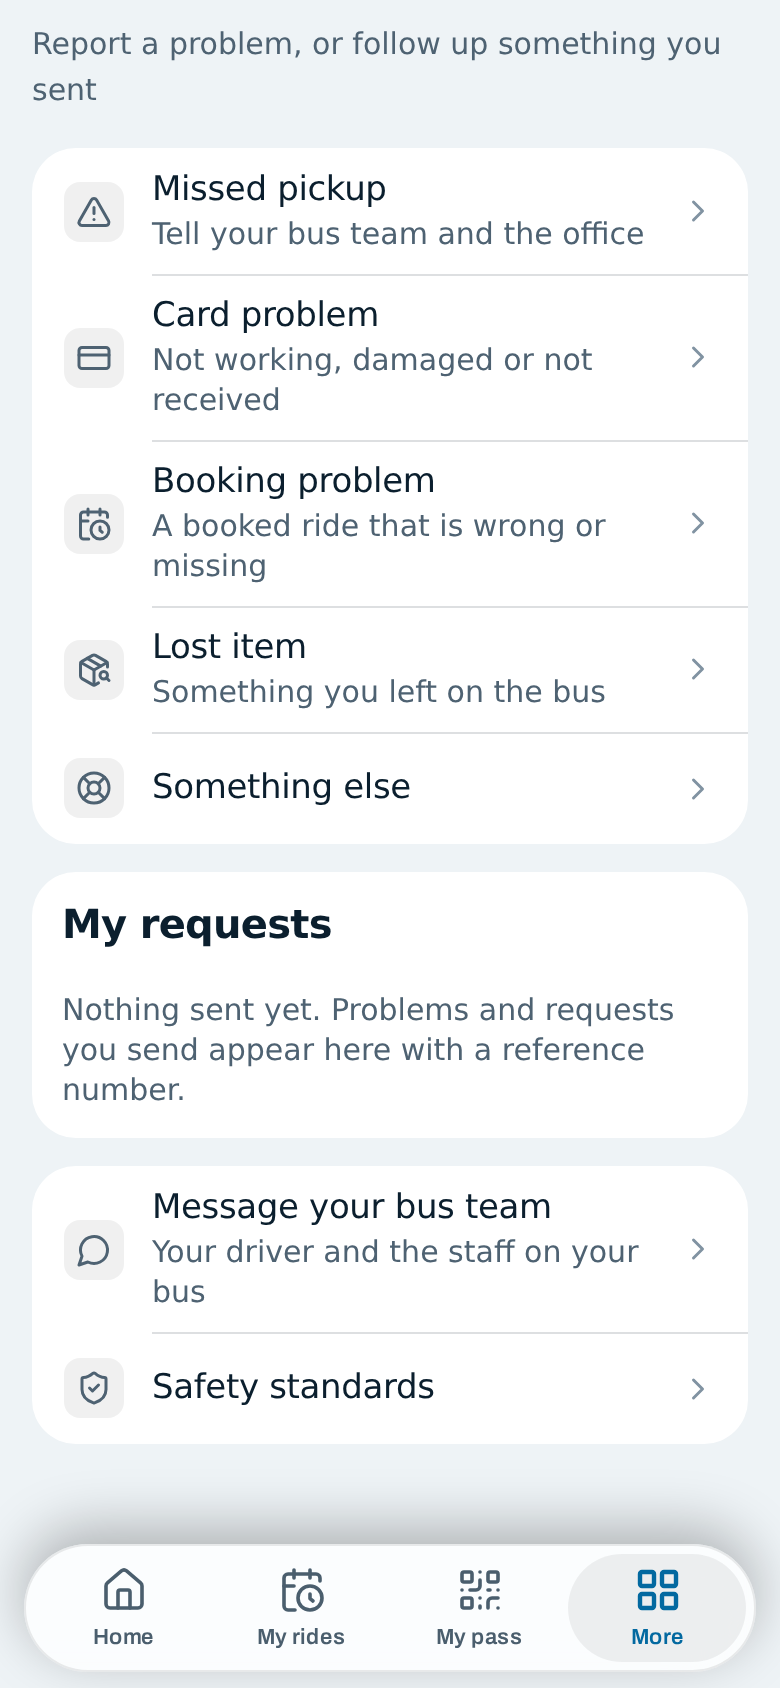 Report a problem, or follow up something you
sent
Missed pickup
Tell your bus team and the office
Card problem
Not working, damaged or not
received
Booking problem
A booked ride that is wrong or
missing
Lost item
Something you left on the bus
Something else
My requests
Nothing sent yet. Problems and requests
you send appear here with a reference
number.
Message your bus team
Your driver and the staff on your
bus
Safety standards
Home
My rides
My pass
More